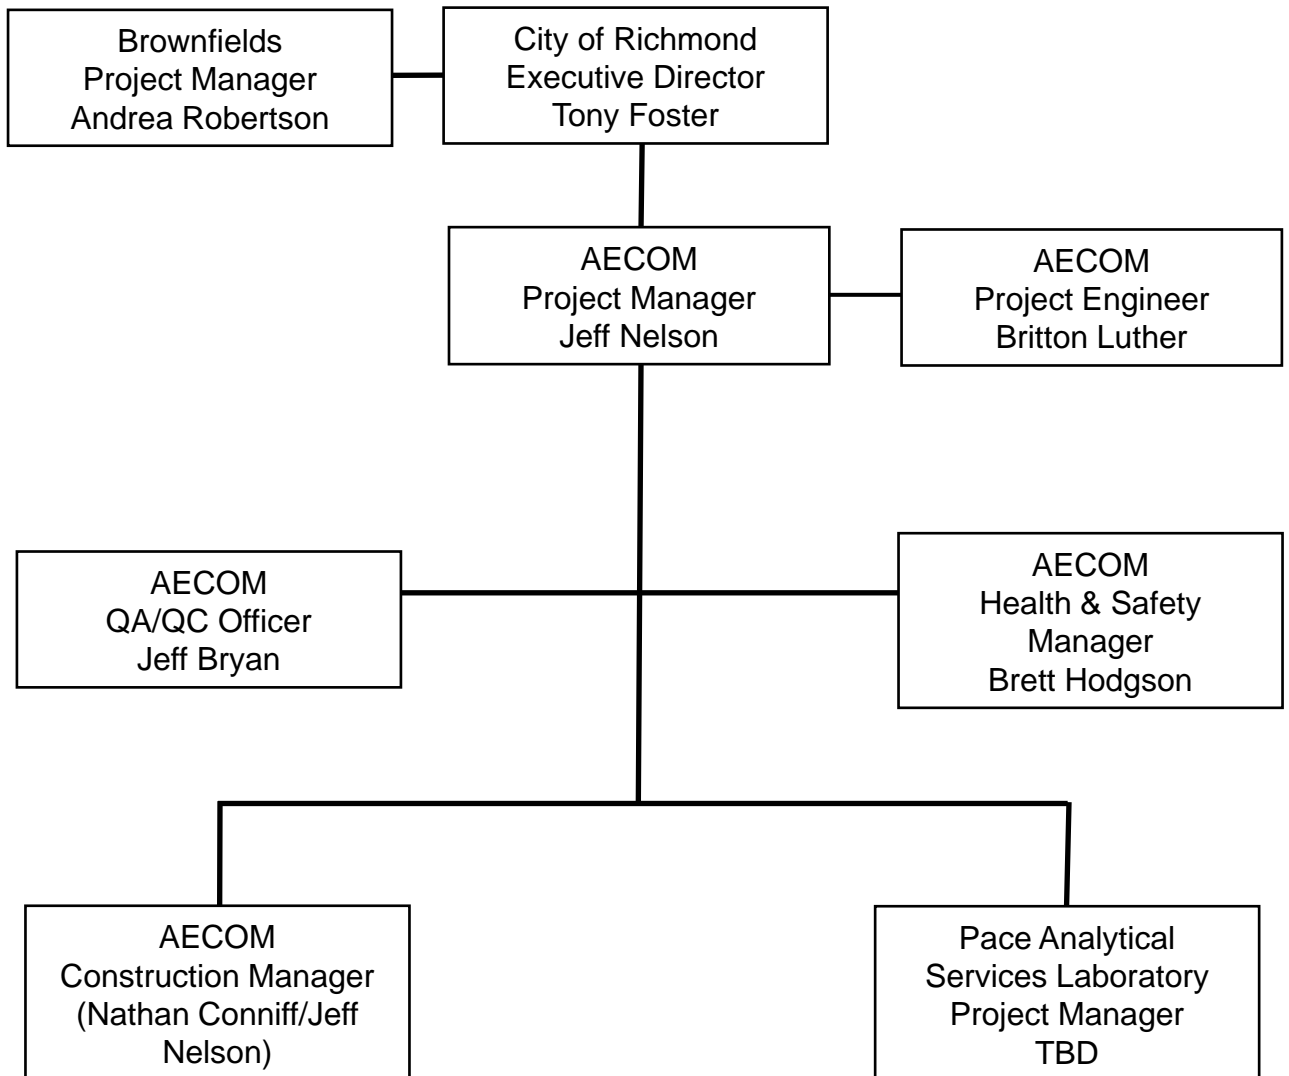 Brownfields
Project Manager
Andrea Robertson
City of Richmond
Executive Director
Tony Foster
AECOM
Project Manager
Jeff Nelson
AECOM
Project Engineer
Britton Luther
AECOM
QA/QC Officer
Jeff Bryan
AECOM
Health & Safety
Manager
Brett Hodgson
AECOM
Construction Manager
(Nathan Conniff/Jeff
Nelson)
Pace Analytical
Services Laboratory
Project Manager
TBD